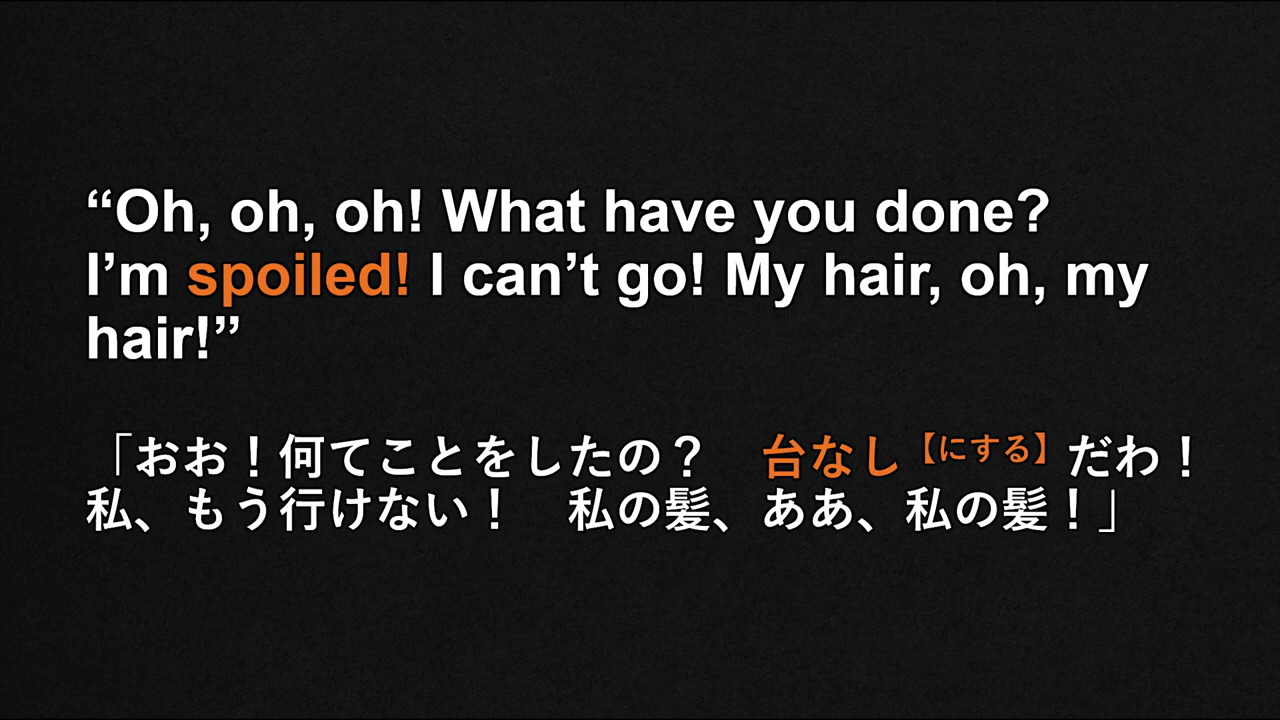 “Oh, oh, oh! What have you done?
I’m spoiled! I can’t go! My hair, oh, my
hair!”
「おお！何てことをしたの？　台なし【にする】だわ！
私、もう行けない！　私の髪、ああ、私の髪！」